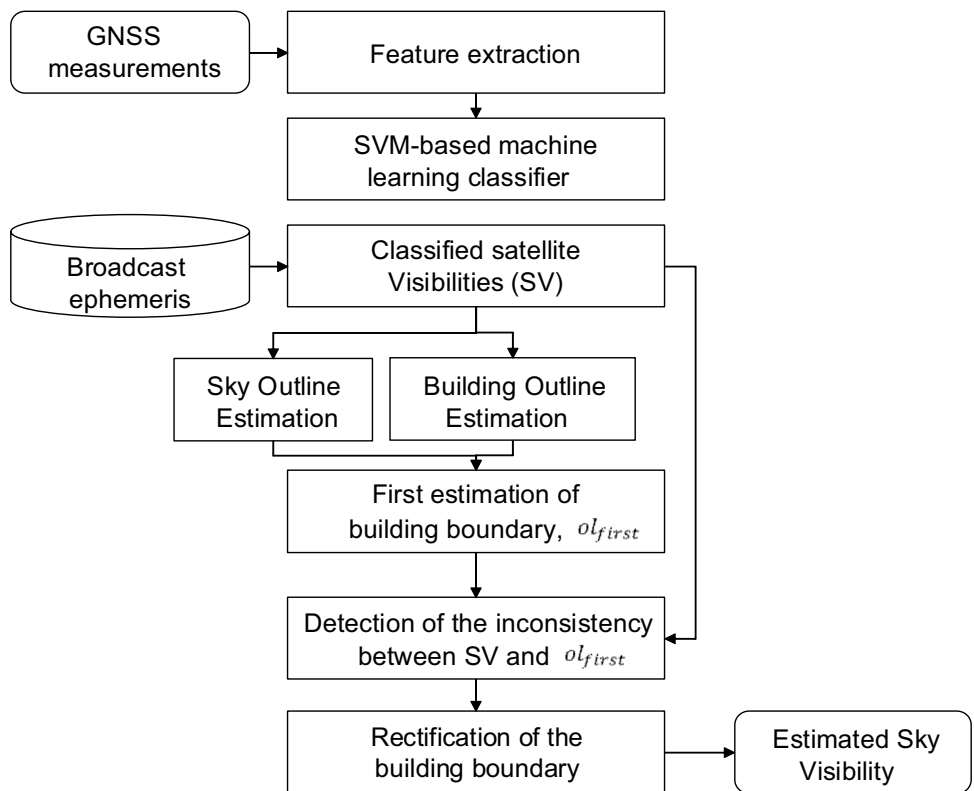 GNSS
measurements
Feature extraction
SVM-based machine
learning classifier
Broadcast
ephemeris
Classified satellite
Visibilities (SV)
Sky Outline
Estimation
Building Outline
Estimation
First estimation of
building boundary, ol_first
Detection of the inconsistency
between SV and ol_first
Rectification of the
building boundary
Estimated Sky
Visibility